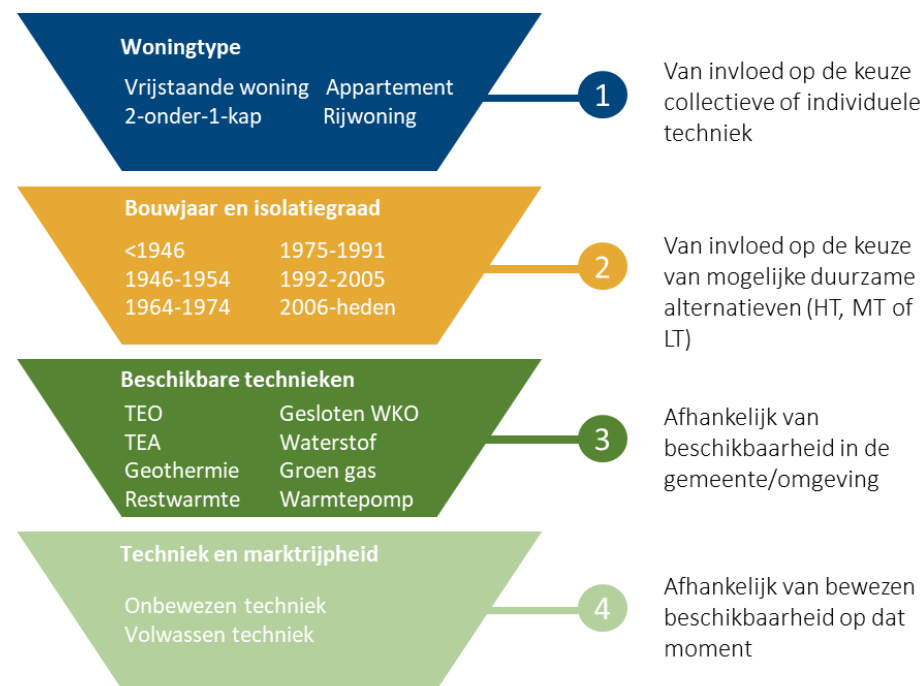 Woningtype
Vrijstaande woning Appartement
2-onder-1-kap Rijwoning
1
Van invloed op de keuze
collectieve of individuele
techniek
Bouwjaar en isolatiegraad
<1946 1975-1991
1946-1954 1992-2005
1964-1974 2006-heden
2
Van invloed op de keuze
van mogelijke duurzame
alternatieven (HT, MT of
LT)
Beschikbare technieken
TEO Gesloten WKO
TEA Waterstof
Geothermie Groen gas
Restwarmte Warmtepomp
3
Afhankelijk van
beschikbaarheid in de
gemeente/omgeving
Techniek en marktrijpheid
Onbewezen techniek
Volwassen techniek
4
Afhankelijk van bewezen
beschikbaarheid op dat
moment